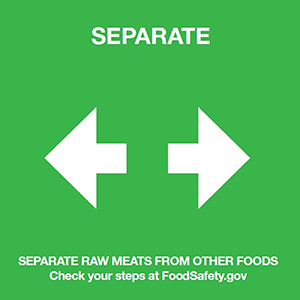 SEPARATE
SEPARATE RAW MEATS FROM OTHER FOODS
Check your steps at FoodSafety.gov